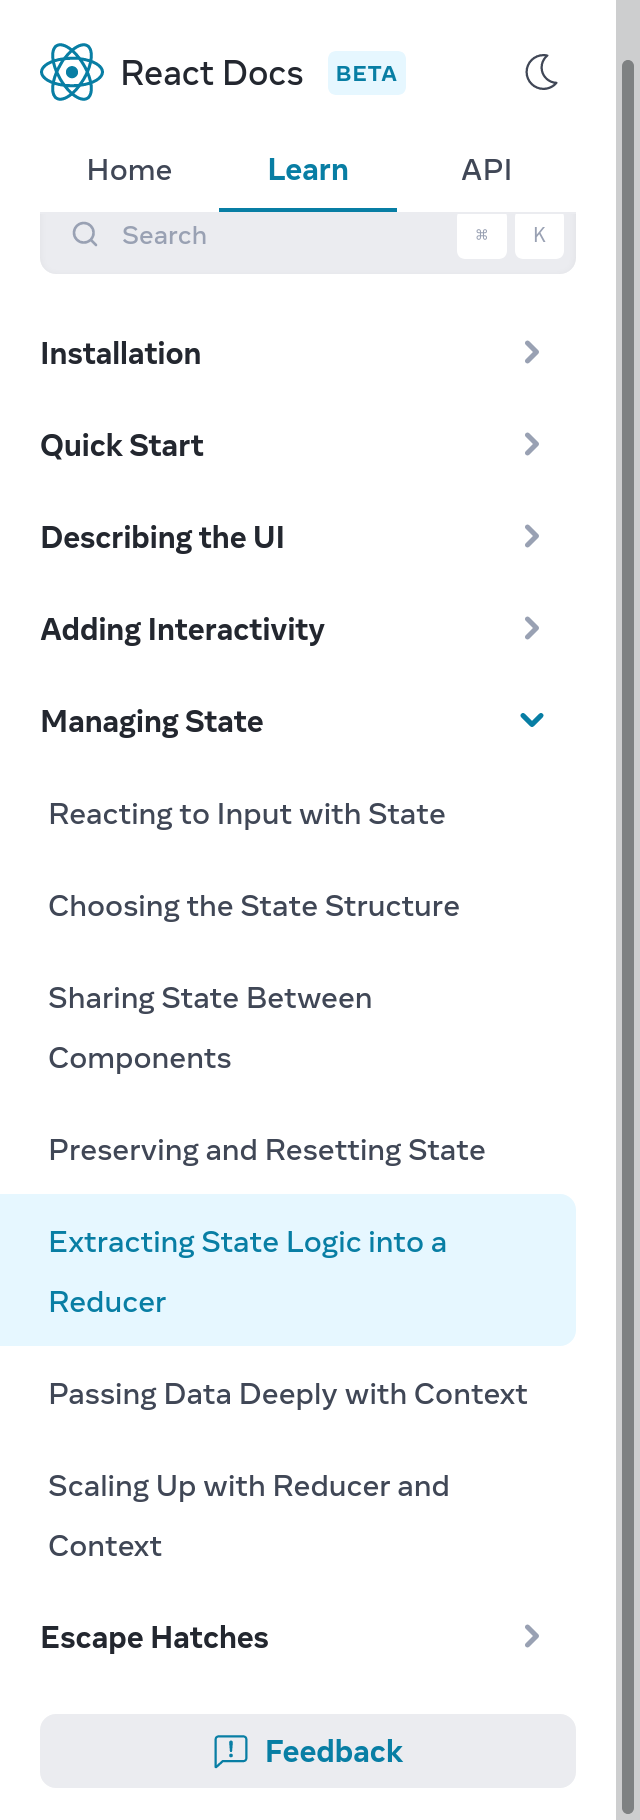 React Docs BETA
Home Learn API
Search ⌘ K
Installation
Quick Start
Describing the UI
Adding Interactivity
Managing State
Reacting to Input with State
Choosing the State Structure
Sharing State Between
Components
Preserving and Resetting State
Extracting State Logic into a
Reducer
Passing Data Deeply with Context
Scaling Up with Reducer and
Context
Escape Hatches
Feedback